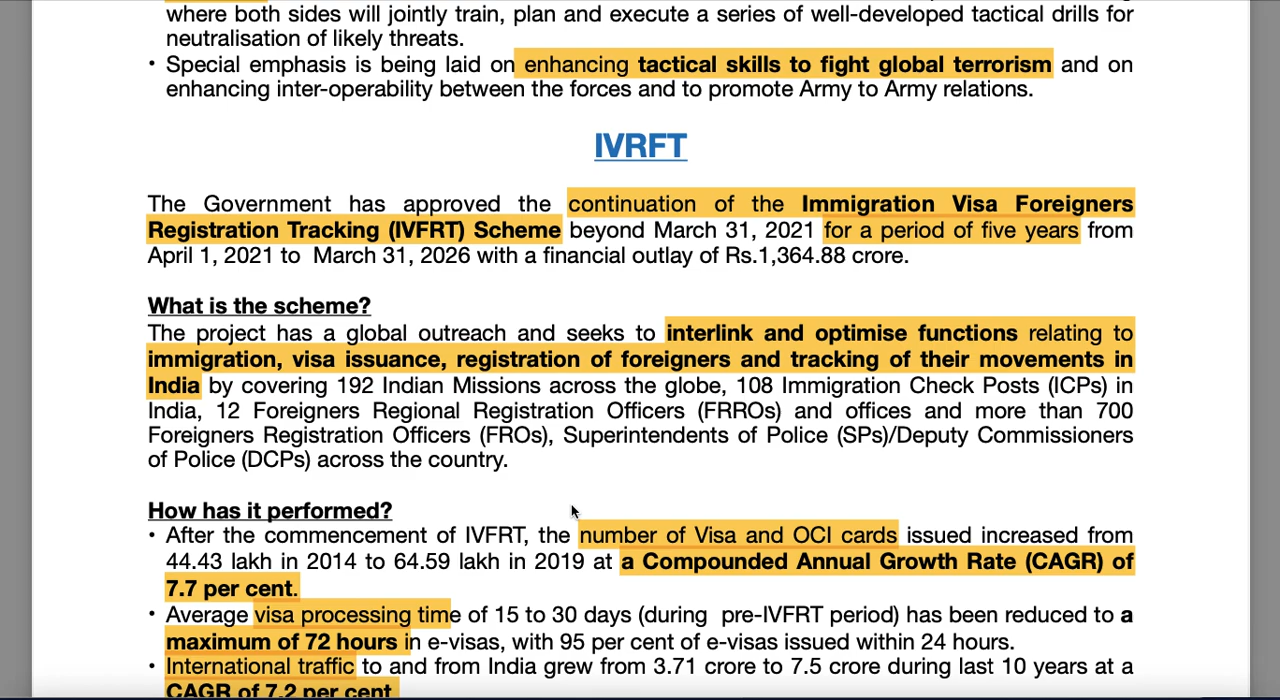 where both sides will jointly train, plan and execute a series of well-developed tactical drills for
neutralisation of likely threats.
• Special emphasis is being laid on enhancing tactical skills to fight global terrorism and on
enhancing inter-operability between the forces and to promote Army to Army relations.
IVRFT
The Government has approved the continuation of the Immigration Visa Foreigners
Registration Tracking (IVFRT) Scheme beyond March 31, 2021 for a period of five years from
April 1, 2021 to March 31, 2026 with a financial outlay of Rs.1,364.88 crore.
What is the scheme?
The project has a global outreach and seeks to interlink and optimise functions relating to
immigration, visa issuance, registration of foreigners and tracking of their movements in
India by covering 192 Indian Missions across the globe, 108 Immigration Check Posts (ICPs) in
India, 12 Foreigners Regional Registration Officers (FRROs) and offices and more than 700
Foreigners Registration Officers (FROs), Superintendents of Police (SPs)/Deputy Commissioners
of Police (DCPs) across the country.
How has it performed?
• After the commencement of IVFRT, the number of Visa and OCI cards issued increased from
44.43 lakh in 2014 to 64.59 lakh in 2019 at a Compounded Annual Growth Rate (CAGR) of
7.7 per cent.
• Average visa processing time of 15 to 30 days (during pre-IVFRT period) has been reduced to a
maximum of 72 hours in e-visas, with 95 per cent of e-visas issued within 24 hours.
• International traffic to and from India grew from 3.71 crore to 7.5 crore during last 10 years at a
CAGR of 7.2 per cent